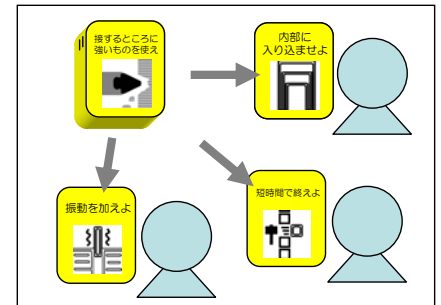 接するところに
強いものを使え
内部に
入り込ませよ
振動を加えよ
短時間で終えよ